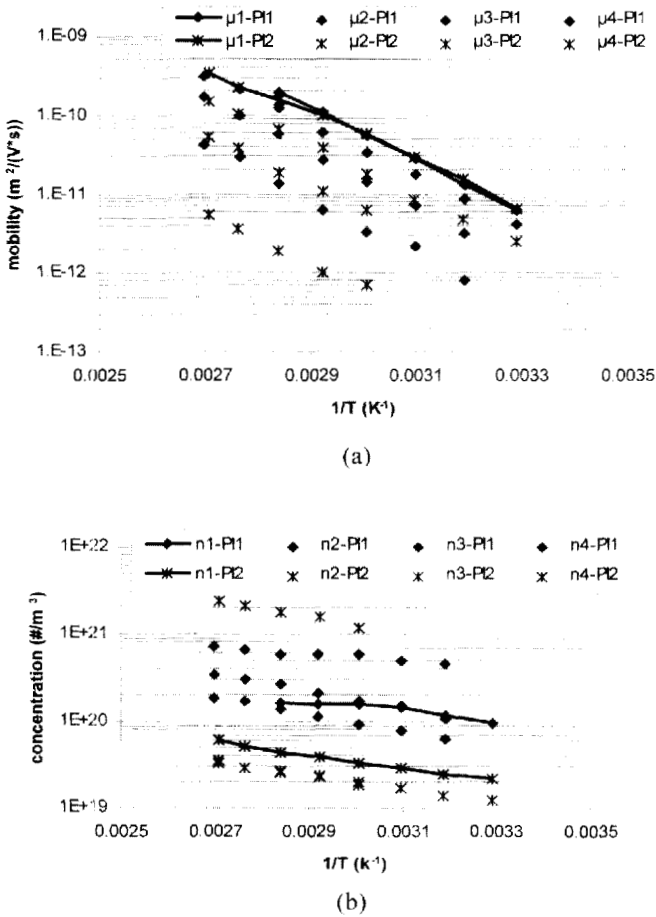 μ1-PI1 μ2-PI1 μ3-PI1 μ4-PI1
μ1-PI2 μ2-PI2 μ3-PI2 μ4-PI2
1.E-09
1.E-10
1.E-11
1.E-12
1.E-13
mobility (m²/(V*s))
0.0025 0.0027 0.0029 0.0031 0.0033 0.0035
1/T (K⁻¹)
(a)
n1-PI1 n2-PI1 n3-PI1 n4-PI1
n1-PI2 n2-PI2 n3-PI2 n4-PI2
1E+22
1E+21
1E+20
1E+19
concentration (#/m³)
0.0025 0.0027 0.0029 0.0031 0.0033 0.0035
1/T (k⁻¹)
(b)